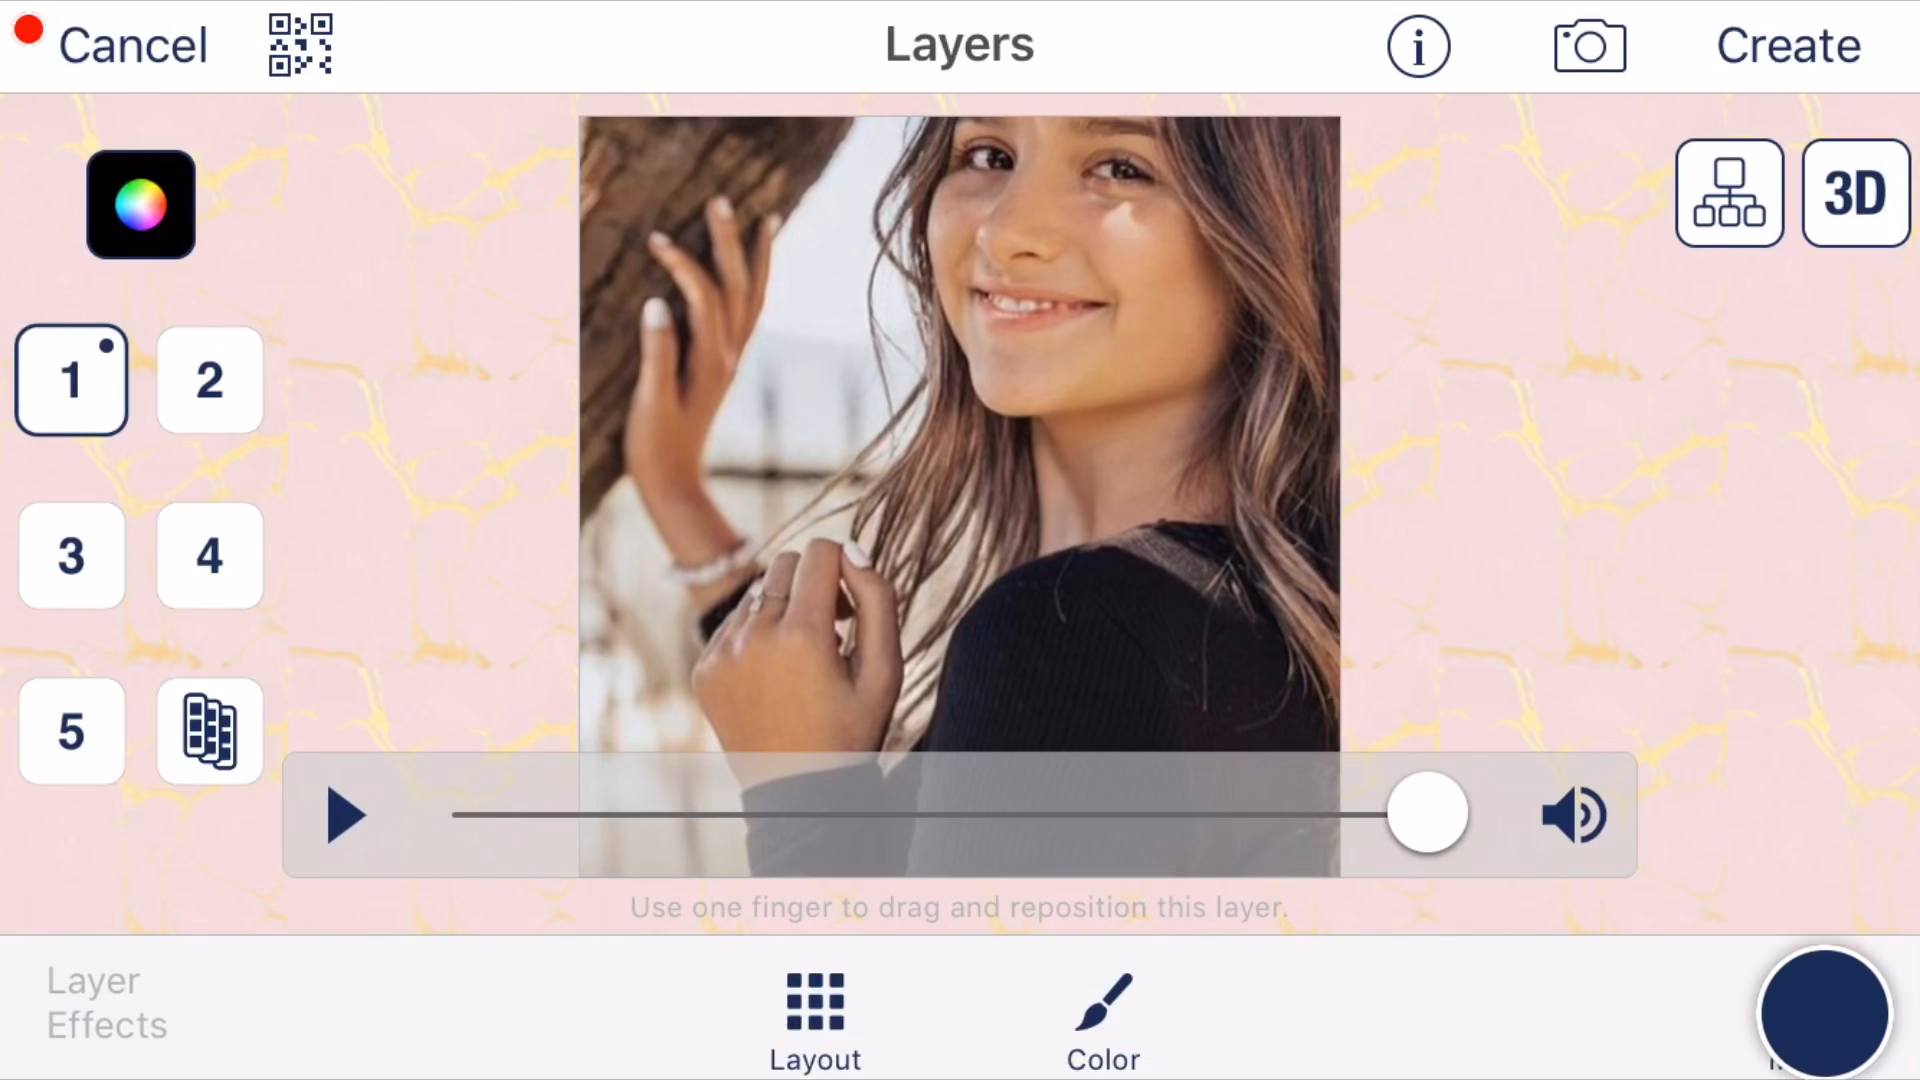 Cancel
Layers
i
Create
3D
1
2
3
4
5
Use one finger to drag and reposition this layer.
Layer
Effects
Layout
Color